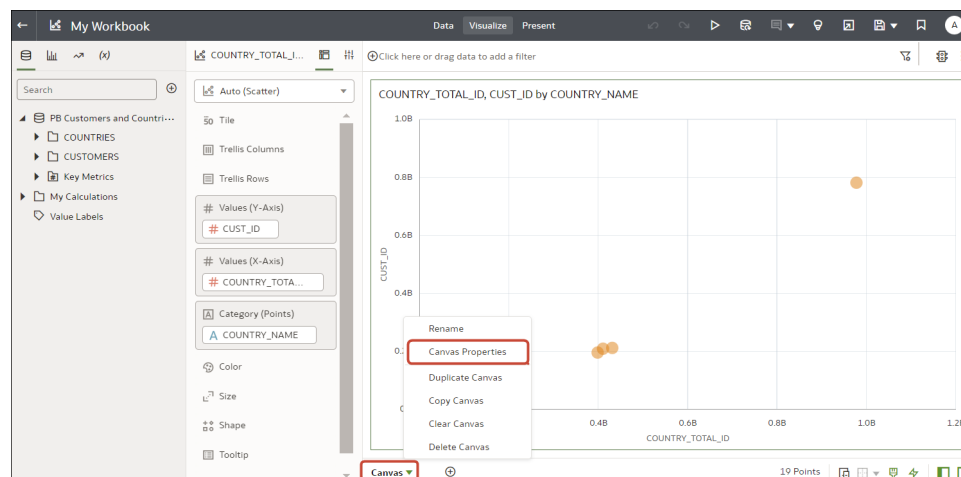 My Workbook
Data Visualize Present
A
(x)
COUNTRY_TOTAL_I...
Click here or drag data to add a filter
Search
Auto (Scatter)
COUNTRY_TOTAL_ID, CUST_ID by COUNTRY_NAME
PB Customers and Countri...
COUNTRIES
CUSTOMERS
Key Metrics
My Calculations
Value Labels
50 Tile
Trellis Columns
Trellis Rows
# Values (Y-Axis)
# CUST_ID
# Values (X-Axis)
# COUNTRY_TOTA...
A Category (Points)
A COUNTRY_NAME
Color
Size
Shape
Tooltip
1.0B
0.8B
0.6B
0.4B
CUST_ID
Rename
Canvas Properties
Duplicate Canvas
Copy Canvas
Clear Canvas
Delete Canvas
0.4B 0.6B 0.8B 1.0B
COUNTRY_TOTAL_ID
Canvas
19 Points